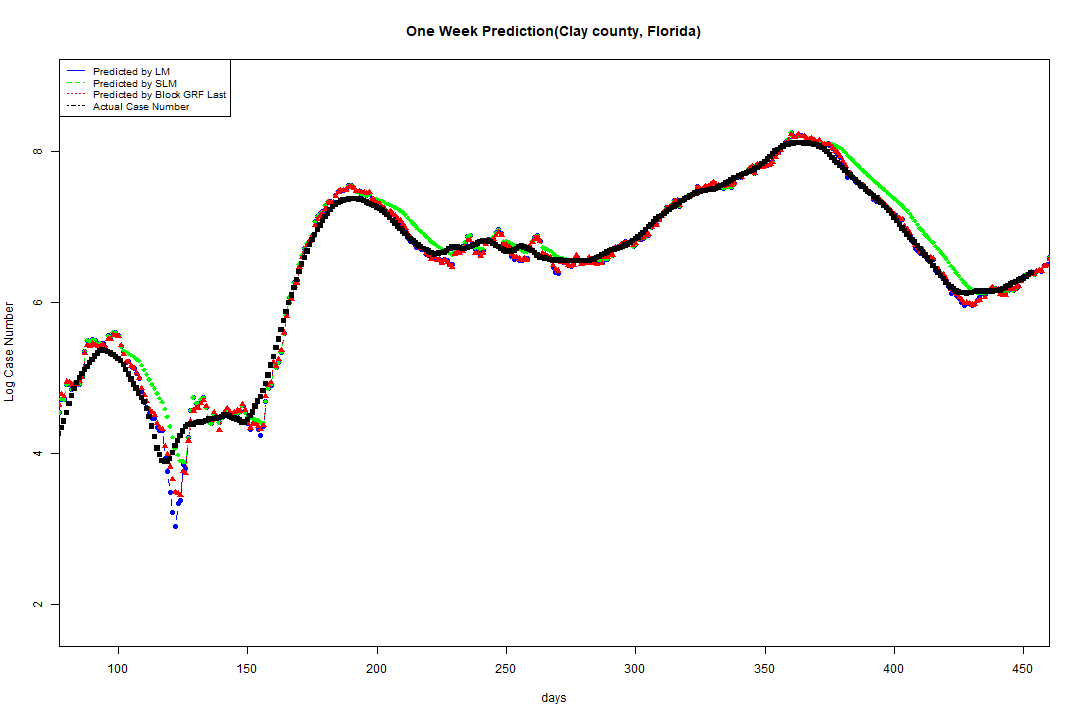 One Week Prediction(Clay county, Florida)
Predicted by LM
Predicted by SLM
Predicted by Block GRF Last
Actual Case Number
Log Case Number
8
6
4
2
100 150 200 250 300 350 400 450
days